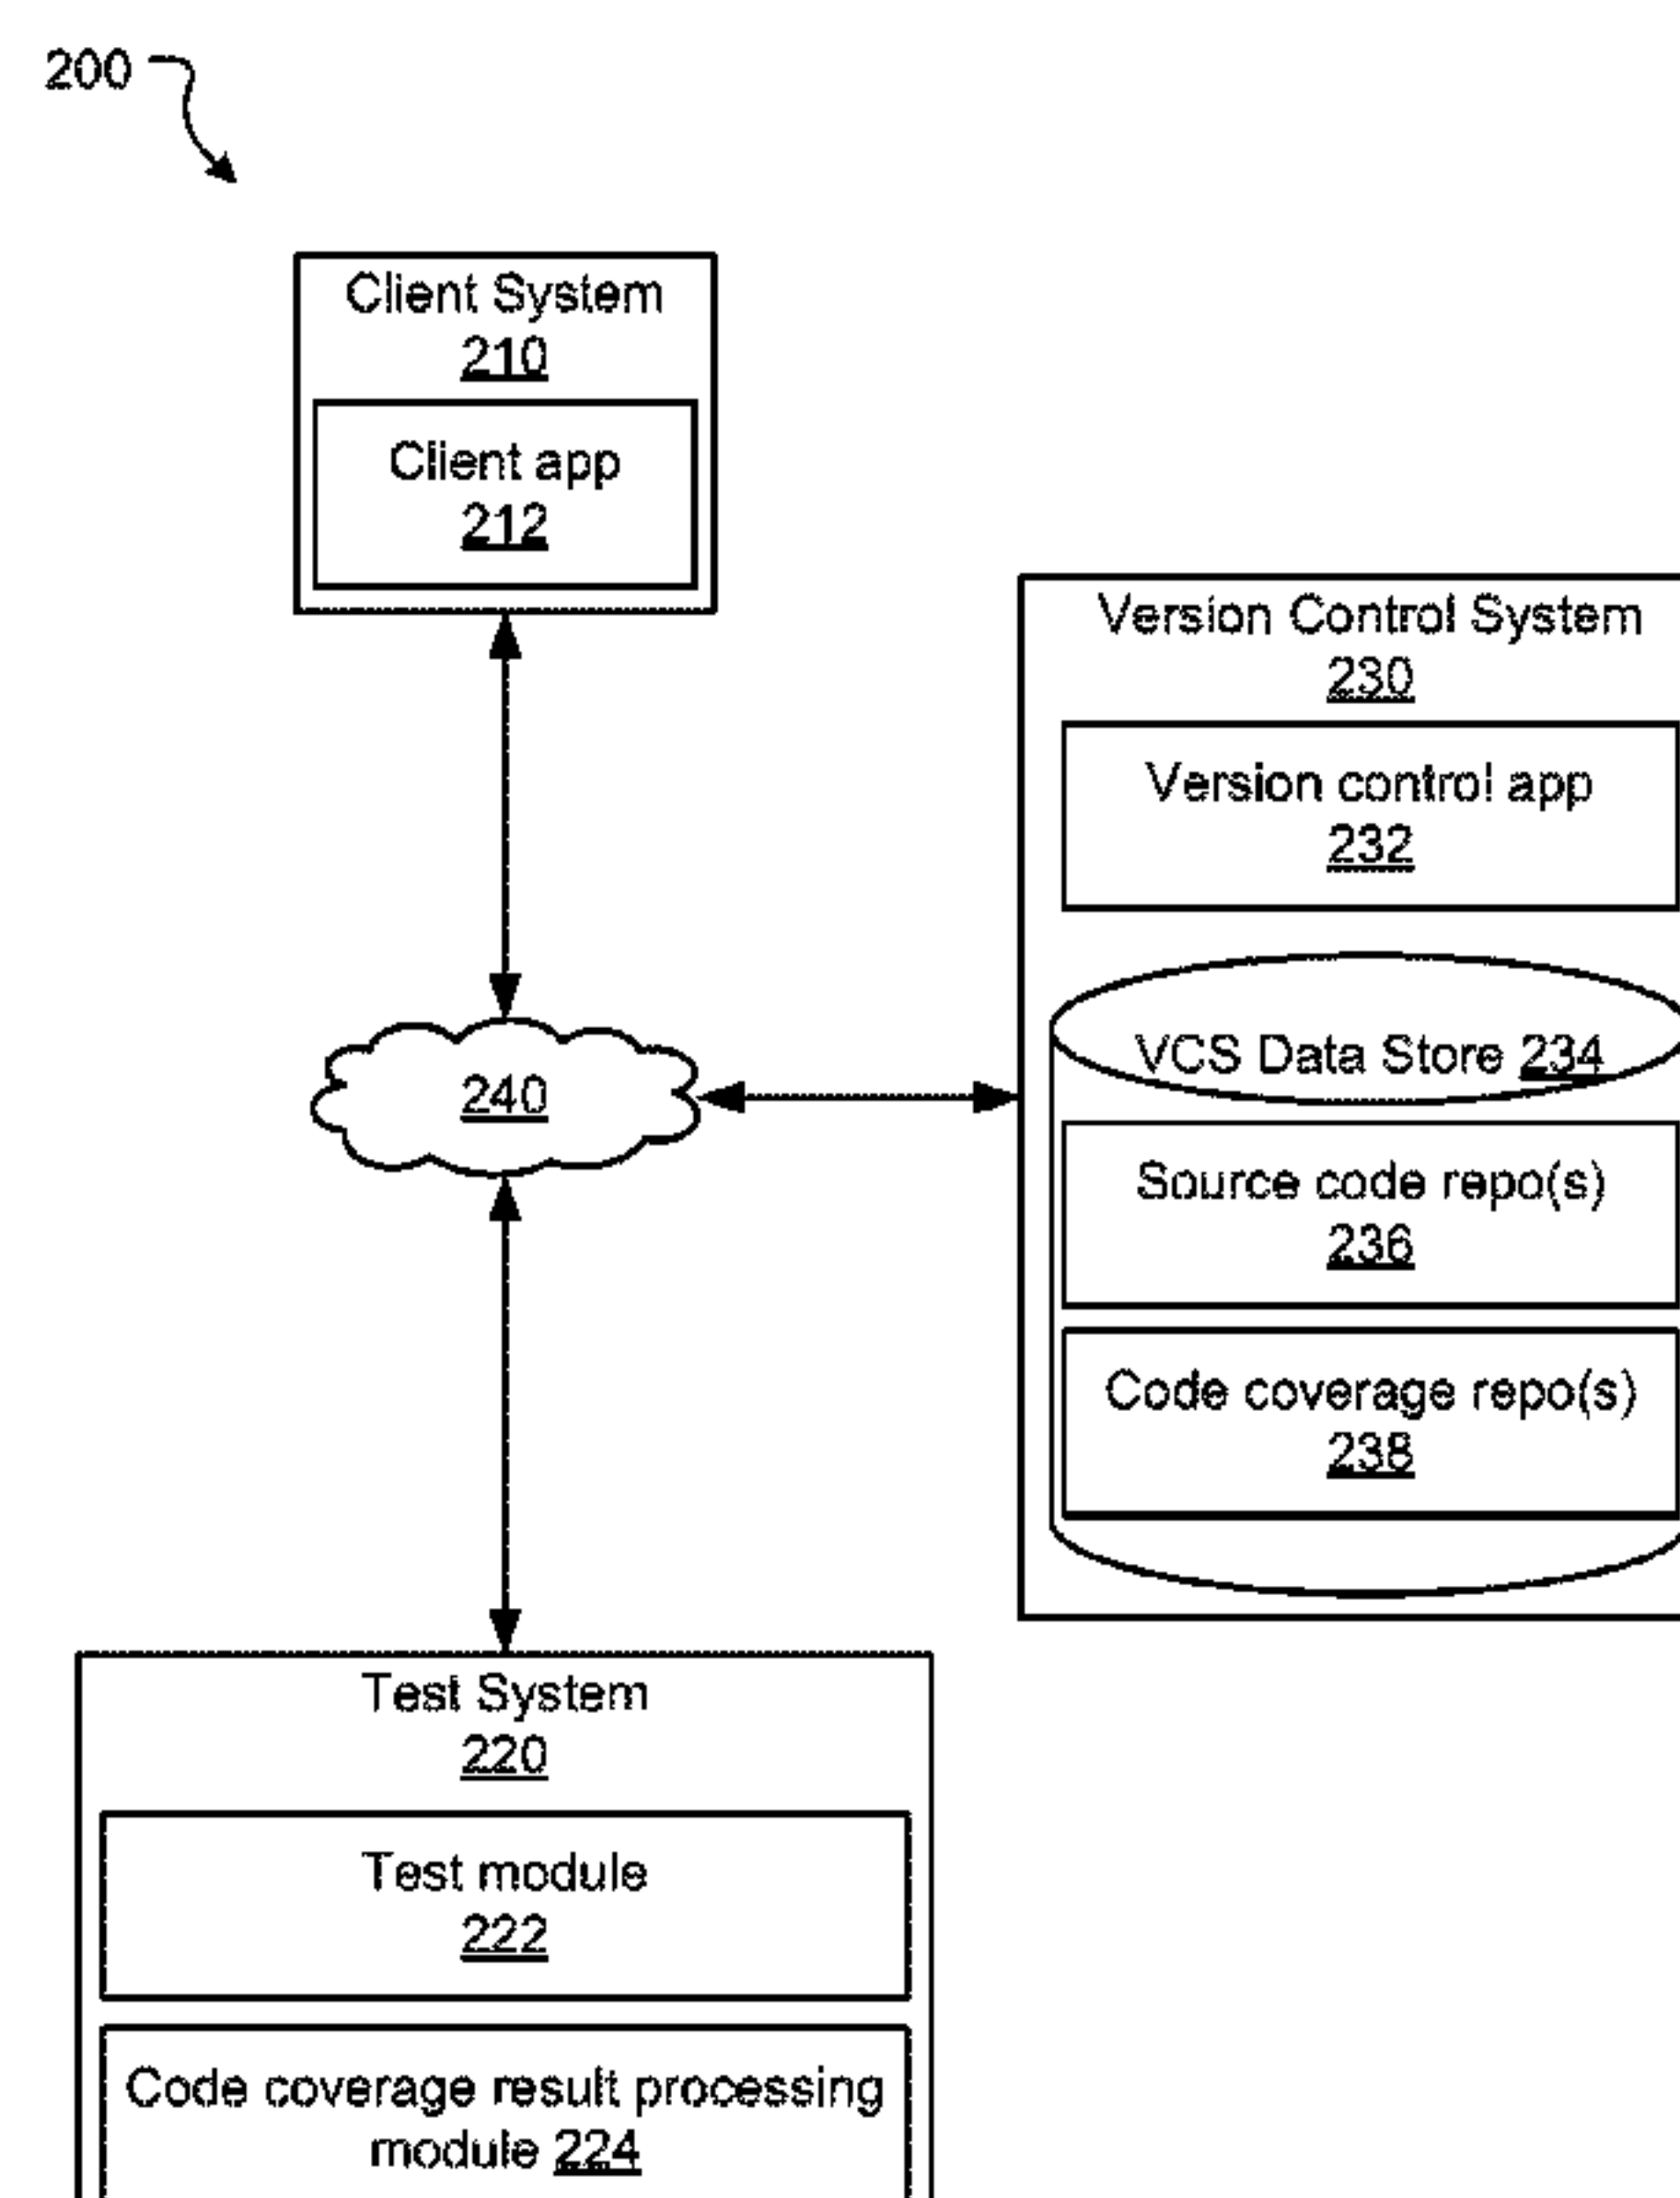 200
Client System
210
Client app
212
Version Control System
230
Version control app
232
VCS Data Store 234
Source code repo(s)
236
Code coverage repo(s)
238
240
Test System
220
Test module
222
Code coverage result processing
module 224